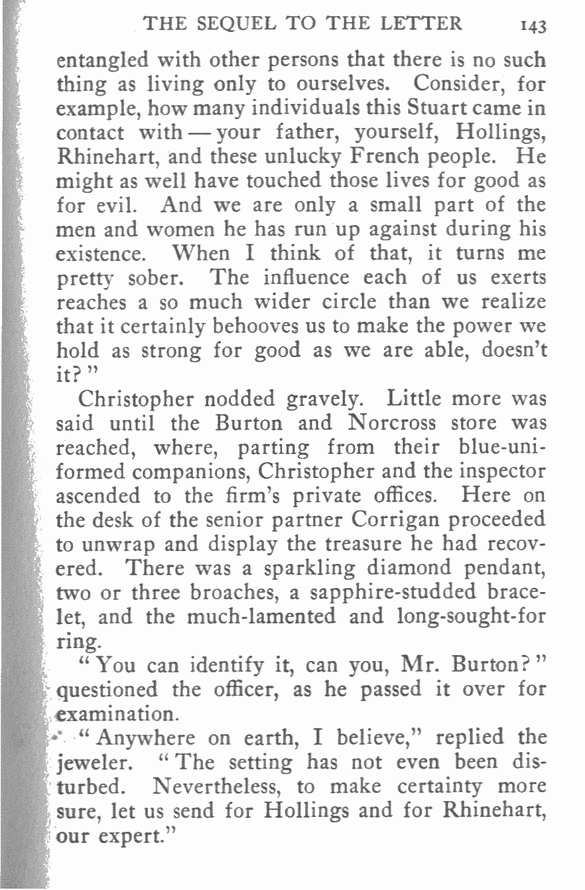 THE SEQUEL TO THE LETTER 143
entangled with other persons that there is no such
thing as living only to ourselves. Consider, for
example, how many individuals this Stuart came in
contact with — your father, yourself, Hollings,
Rhinehart, and these unlucky French people. He
might as well have touched those lives for good as
for evil. And we are only a small part of the
men and women he has run up against during his
existence. When I think of that, it turns me
pretty sober. The influence each of us exerts
reaches a so much wider circle than we realize
that it certainly behooves us to make the power we
hold as strong for good as we are able, doesn't
it? "
Christopher nodded gravely. Little more was
said until the Burton and Norcross store was
reached, where, parting from their blue-uni-
formed companions, Christopher and the inspector
ascended to the firm's private offices. Here on
the desk of the senior partner Corrigan proceeded
to unwrap and display the treasure he had recov-
ered. There was a sparkling diamond pendant,
two or three broaches, a sapphire-studded brace-
let, and the much-lamented and long-sought-for
ring.
" You can identify it, can you, Mr. Burton? "
questioned the officer, as he passed it over for
examination.
" Anywhere on earth, I believe," replied the
jeweler. " The setting has not even been dis-
turbed. Nevertheless, to make certainty more
sure, let us send for Hollings and for Rhinehart,
our expert."